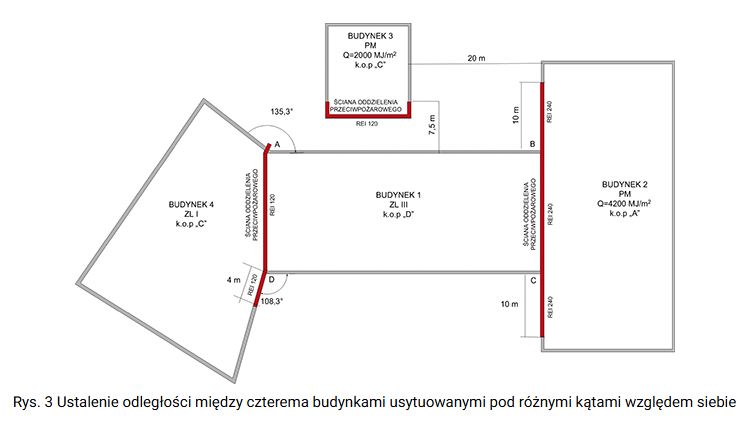 BUDYNEK 3
PM
Q=2000 MJ/m²
k.o.p „C”
20 m
ŚCIANA ODDZIELENIA
PRZECIWPOŻAROWEGO
REI 120
7,5 m
10 m
REI 240
135,3°
A
B
BUDYNEK 4
ZL I
k.o.p „C”
ŚCIANA ODDZIELENIA
PRZECIWPOŻAROWEGO
REI 120
BUDYNEK 1
ZL III
k.o.p „D”
ŚCIANA ODDZIELENIA
PRZECIWPOŻAROWEGO
REI 240
BUDYNEK 2
PM
Q=4200 MJ/m²
k.o.p „A”
4 m
REI 120
D
108,3°
C
10 m
REI 240
Rys. 3 Ustalenie odległości między czterema budynkami usytuowanymi pod różnymi kątami względem siebie